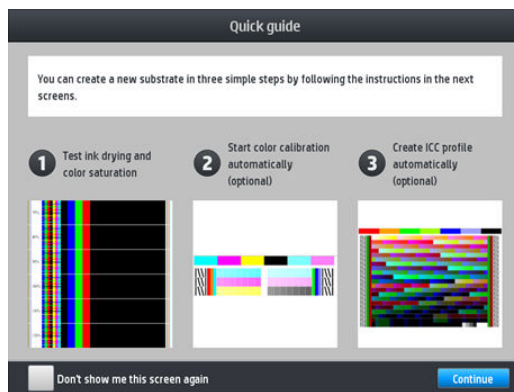 Quick guide
You can create a new substrate in three simple steps by following the instructions in the next
screens.
1
Test ink drying and
color saturation
2
Start color calibration
automatically
(optional)
3
Create ICC profile
automatically
(optional)
Don't show me this screen again
Continue